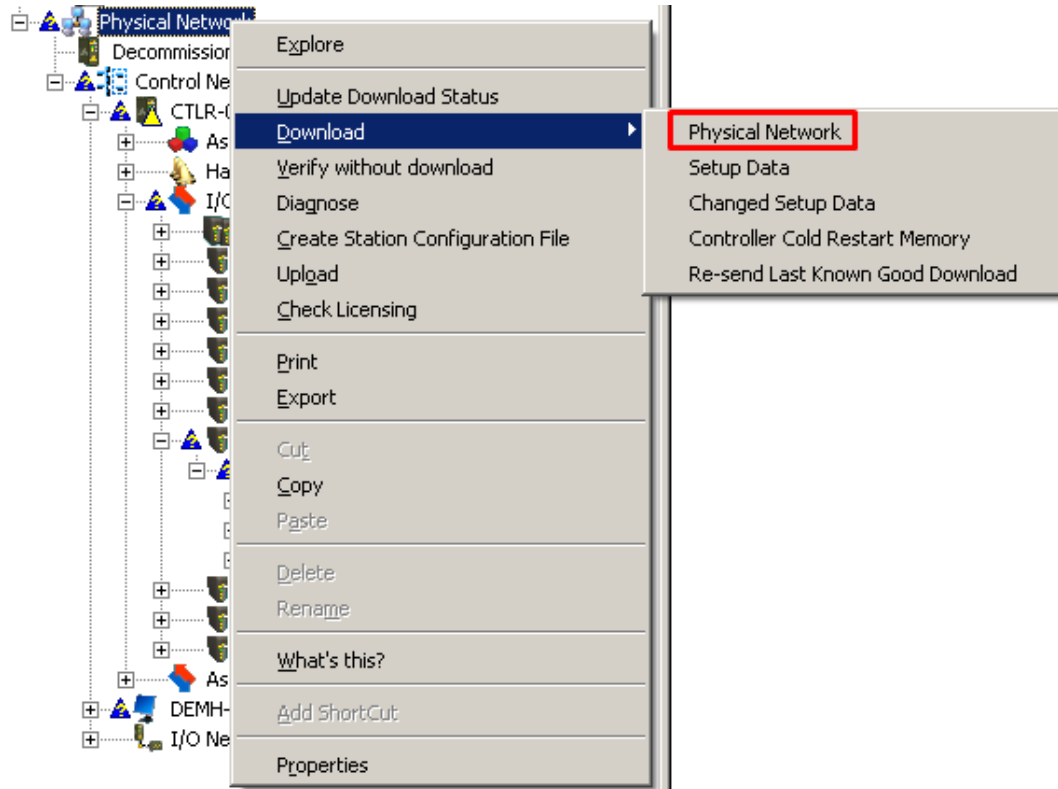 Physical Netwo
Decommission
Control Ne
CTLR-
As
Ha
I/
As
DEMH-
I/O Ne
Explore
Update Download Status
Download
Verify without download
Diagnose
Create Station Configuration File
Upload
Check Licensing
Print
Export
Cut
Copy
Paste
Delete
Rename
What's this?
Add ShortCut
Properties
Physical Network
Setup Data
Changed Setup Data
Controller Cold Restart Memory
Re-send Last Known Good Download